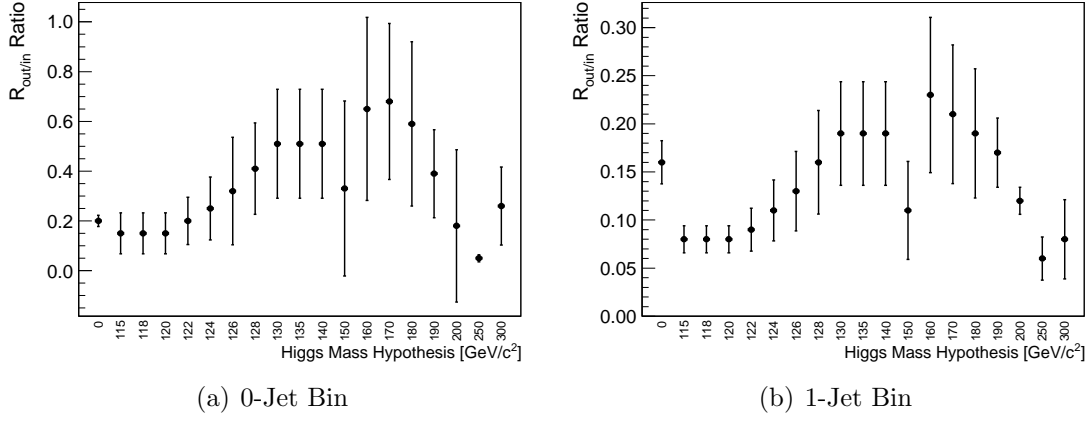 R_out/in Ratio
1.0
0.8
0.6
0.4
0.2
0.0
0 115 118 120 122 124 126 128 130 135 140 150 160 170 180 190 200 250 300
Higgs Mass Hypothesis [GeV/c²]
(a) 0-Jet Bin
R_out/in Ratio
0.30
0.25
0.20
0.15
0.10
0.05
0.00
0 115 118 120 122 124 126 128 130 135 140 150 160 170 180 190 200 250 300
Higgs Mass Hypothesis [GeV/c²]
(b) 1-Jet Bin